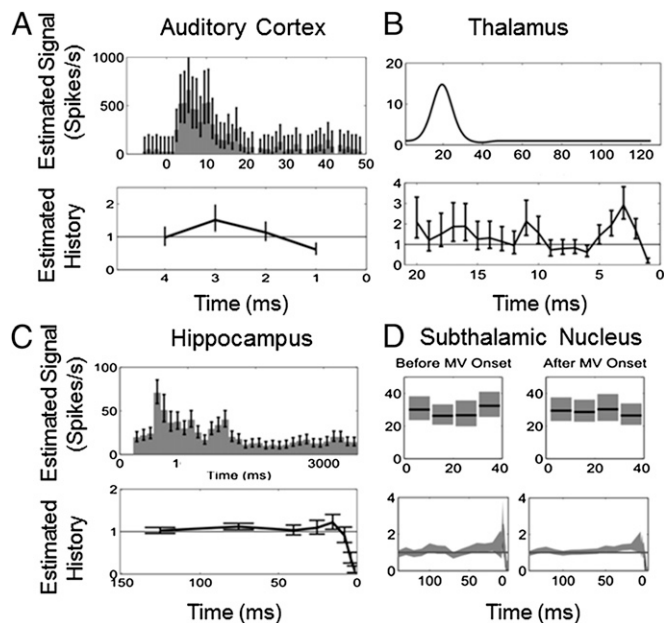 A
Auditory Cortex
Estimated Signal
(Spikes/s)
1000
500
0
0 10 20 30 40 50
Estimated
History
2
1
0
4 3 2 1 0
Time (ms)
B
Thalamus
20
10
0
20 40 60 80 100 120
4
3
2
1
0
20 15 10 5 0
Time (ms)
C
Hippocampus
Estimated Signal
(Spikes/s)
100
50
0
0 1 3000
Time (ms)
Estimated
History
2
1
0
150 100 50 0
Time (ms)
D
Subthalamic Nucleus
Before MV Onset
After MV Onset
40
20
0
0 20 40
40
20
0
0 20 40
4
2
0
100 50 0
4
2
0
100 50 0
Time (ms)